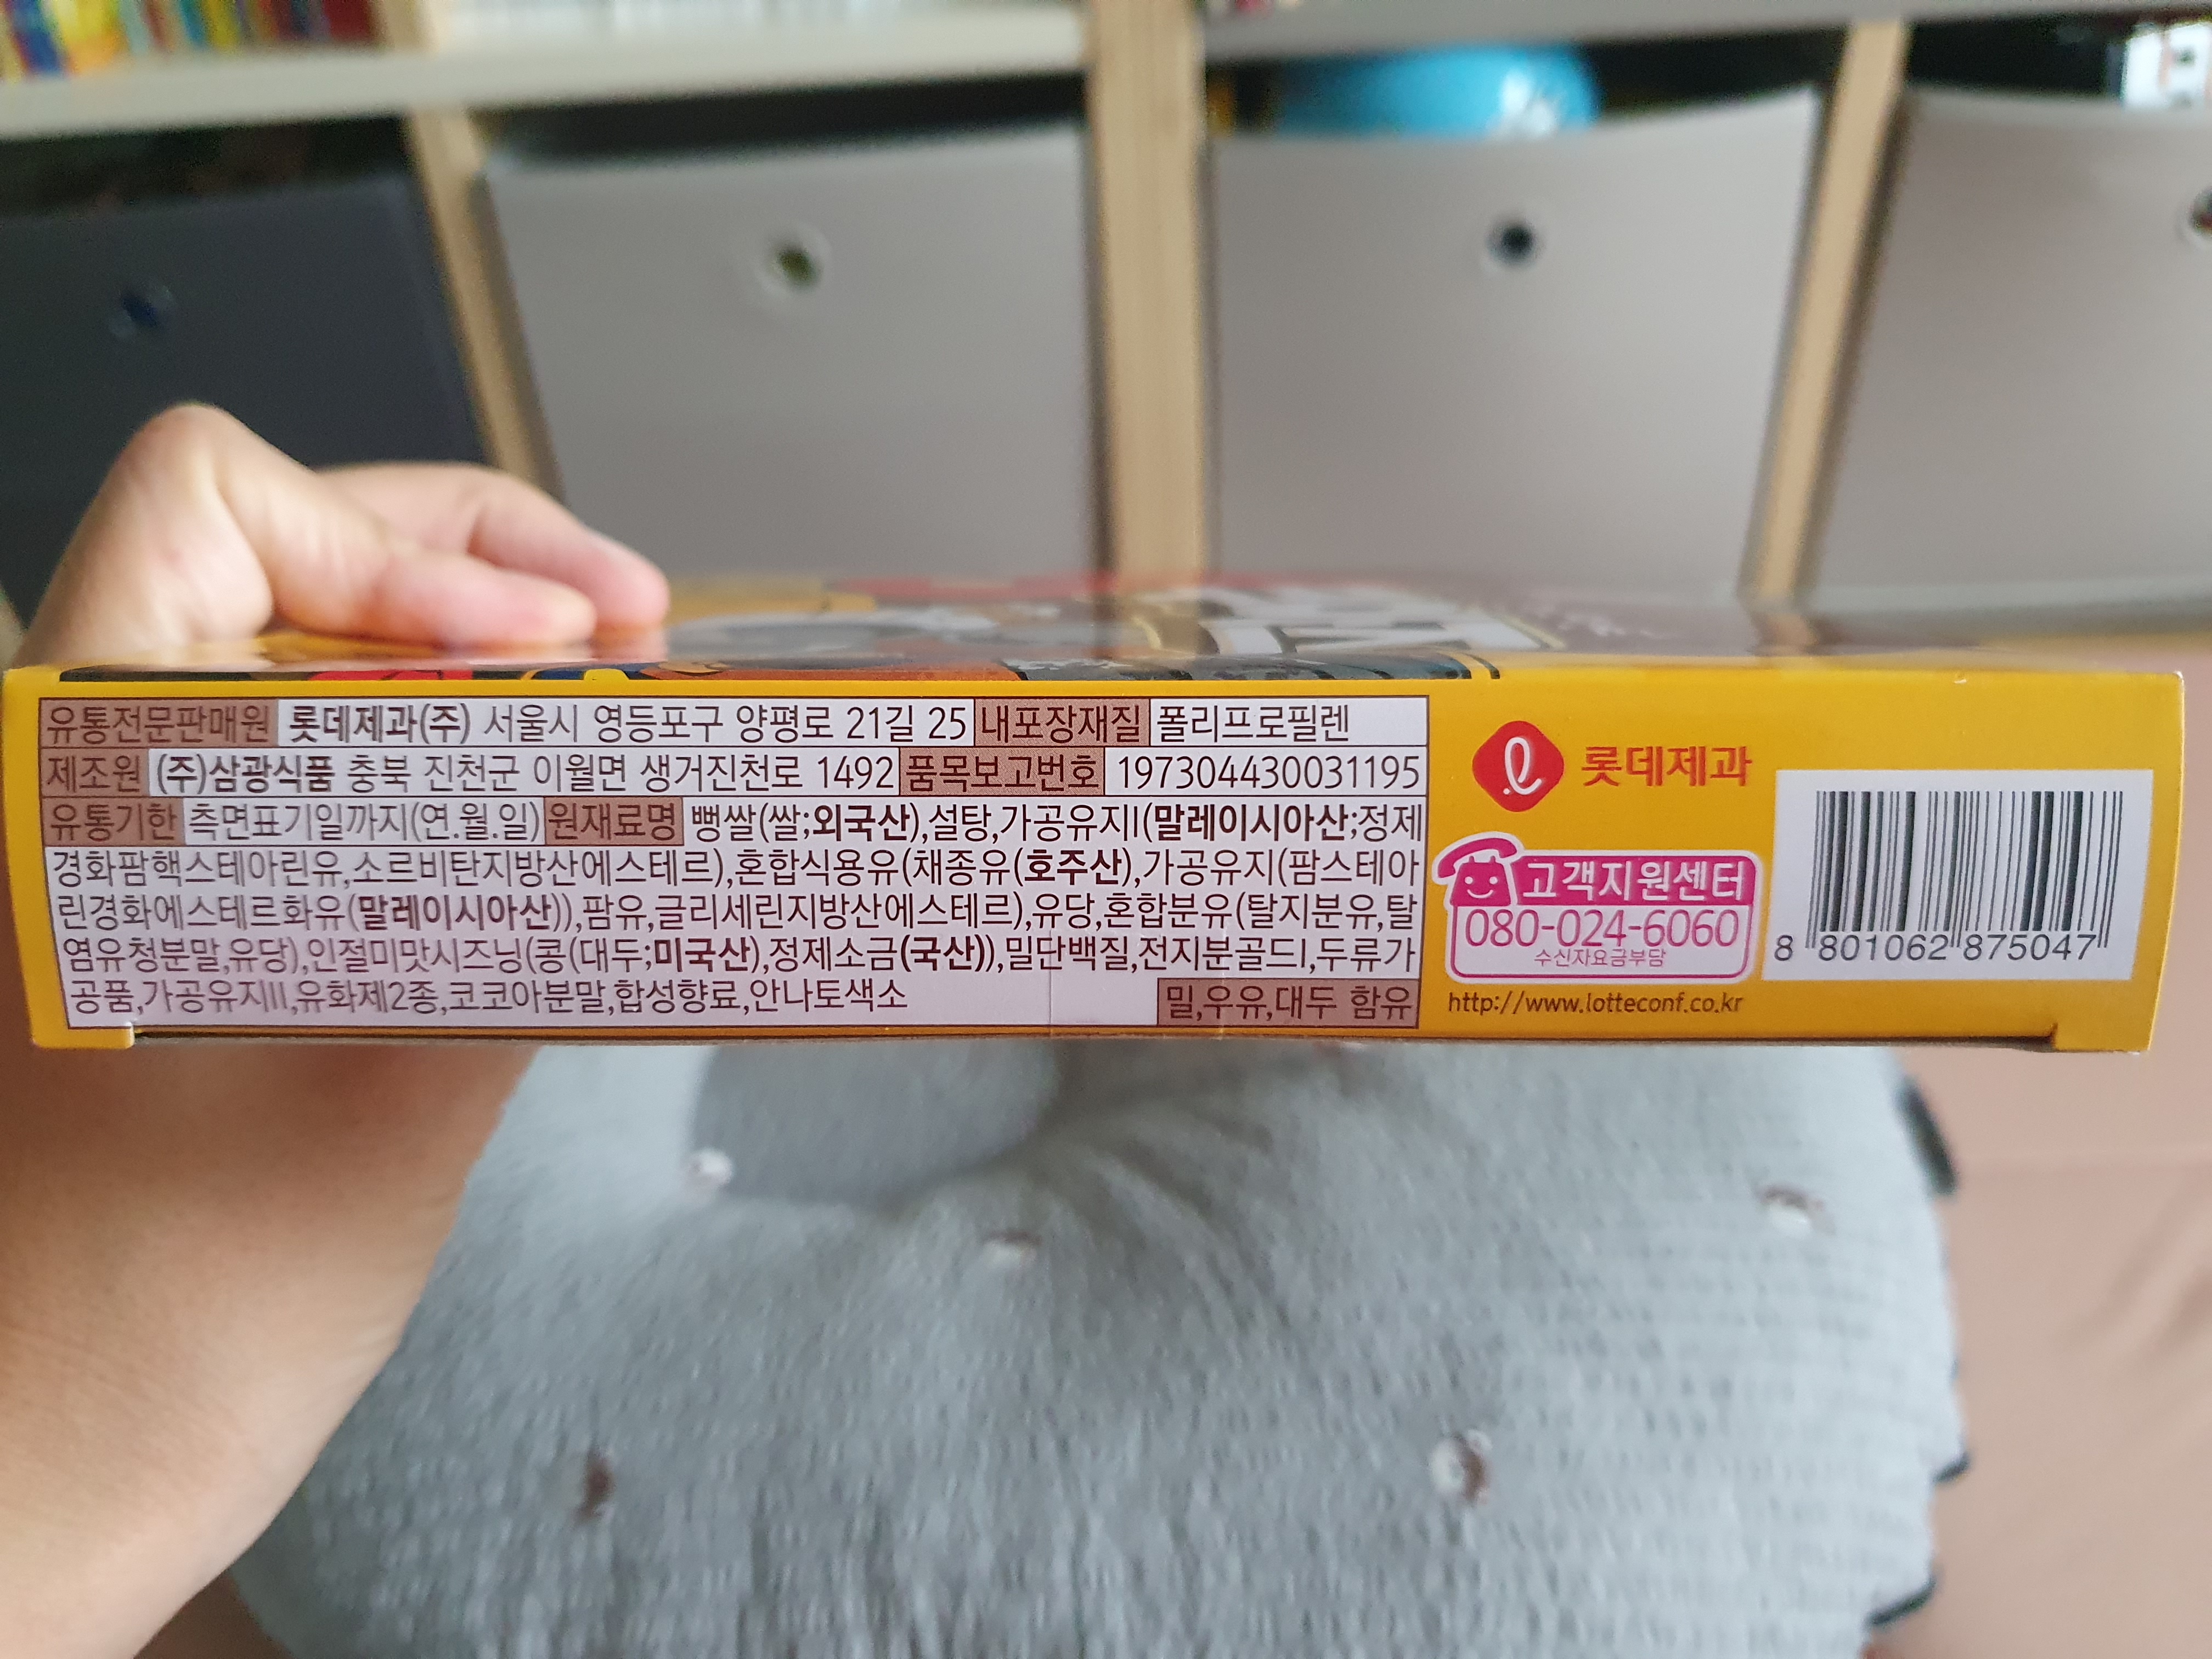 유통전문판매원 롯데제과(주) 서울시 영등포구 양평로 21길 25 내포장재질 폴리프로필렌
제조원 (주)삼광식품 충북 진천군 이월면 생거진천로 1492 품목보고번호 197304430031195
유통기한 측면표기일까지(연.월.일) 원재료명 뻥쌀(쌀;외국산),설탕,가공유지I(말레이시아산;정제
경화팜핵스테아린유,소르비탄지방산에스테르),혼합식용유(채종유(호주산),가공유지(팜스테아
린경화에스테르화유(말레이시아산)),팜유,글리세린지방산에스테르),유당,혼합분유(탈지분유,탈
염유청분말,유당),인절미맛시즈닝(콩(대두;미국산),정제소금(국산)),밀단백질,전지분골드I,두류가
공품,가공유지II,유화제2종,코코아분말,합성향료,안나토색소
밀,우유,대두 함유
롯데제과
고객지원센터
080-024-6060
수신자요금부담
http://www.lotteconf.co.kr
8 801062 875047